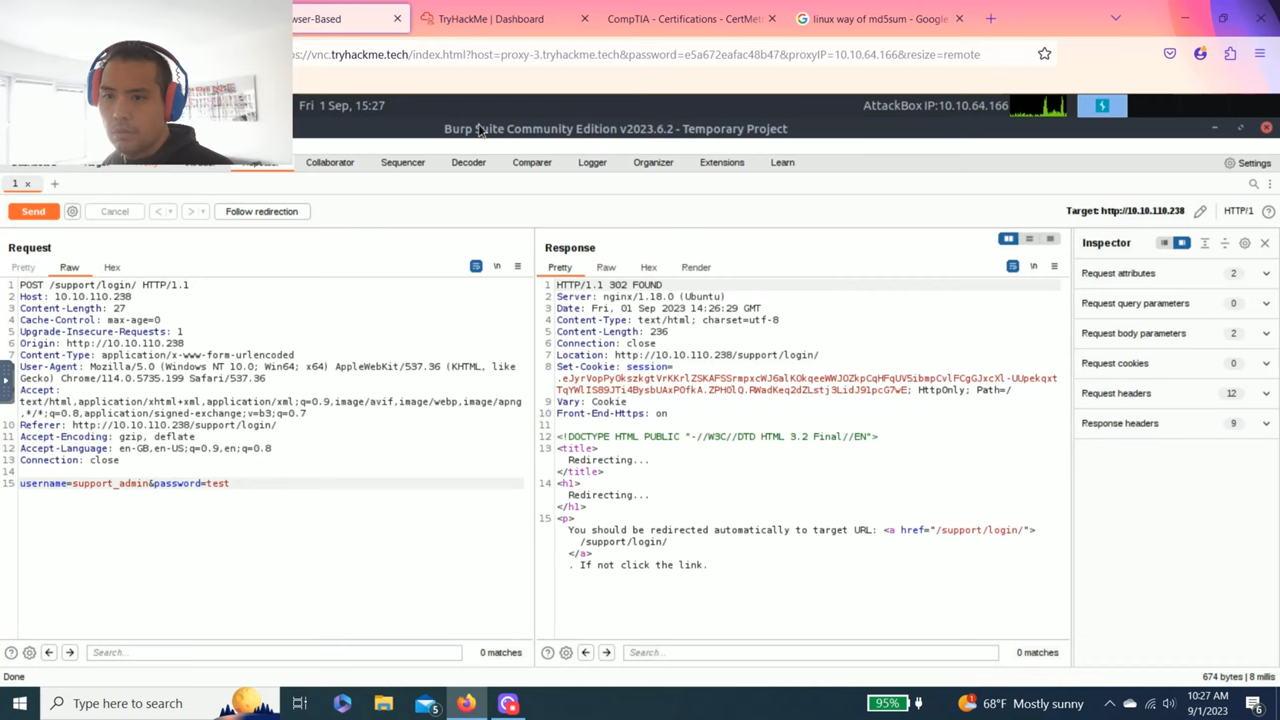 wser-Based
TryHackMe | Dashboard
CompTIA - Certifications - CertMet
linux way of md5sum - Google
s://vnc.tryhackme.tech/index.html?host=proxy-3.tryhackme.tech&password=e5a672eafac48b47&proxyIP=10.10.64.166&resize=remote
Fri 1 Sep, 15:27
AttackBox IP:10.10.64.166
Burp Suite Community Edition v2023.6.2 - Temporary Project
Collaborator Sequencer Decoder Comparer Logger Organizer Extensions Learn
Settings
1 × +
Send Cancel < > Follow redirection
Target: http://10.10.110.238 HTTP/1
Request
Pretty Raw Hex
\n
1 POST /support/login/ HTTP/1.1
2 Host: 10.10.110.238
3 Content-Length: 27
4 Cache-Control: max-age=0
5 Upgrade-Insecure-Requests: 1
6 Origin: http://10.10.110.238
7 Content-Type: application/x-www-form-urlencoded
8 User-Agent: Mozilla/5.0 (Windows NT 10.0; Win64; x64) AppleWebKit/537.36 (KHTML, like
Gecko) Chrome/114.0.5735.199 Safari/537.36
9 Accept:
text/html,application/xhtml+xml,application/xml;q=0.9,image/avif,image/webp,image/apng
,*/*;q=0.8,application/signed-exchange;v=b3;q=0.7
10 Referer: http://10.10.110.238/support/login/
11 Accept-Encoding: gzip, deflate
12 Accept-Language: en-GB,en-US;q=0.9,en;q=0.8
13 Connection: close
14
15 username=support_admin&password=test
Search...
0 matches
Response
Pretty Raw Hex Render
\n
1 HTTP/1.1 302 FOUND
2 Server: nginx/1.18.0 (Ubuntu)
3 Date: Fri, 01 Sep 2023 14:26:29 GMT
4 Content-Type: text/html; charset=utf-8
5 Content-Length: 236
6 Connection: close
7 Location: http://10.10.110.238/support/login/
8 Set-Cookie: session=
HttpOnly; Path=/
9 Vary: Cookie
10 Front-End-Https: on
11
12 <!DOCTYPE HTML PUBLIC "-//W3C//DTD HTML 3.2 Final//EN">
13 <title>
Redirecting...
</title>
14 <h1>
Redirecting...
</h1>
15 <p>
You should be redirected automatically to target URL: <a href="/support/login/">
/support/login/
</a>
. If not click the link.
Search...
0 matches
Inspector
Request attributes 2
Request query parameters 0
Request body parameters 2
Request cookies 0
Request headers 12
Response headers 9
Done
674 bytes | 8 millis
Type here to search
5
95%
68°F Mostly sunny
10:27 AM
9/1/2023
6